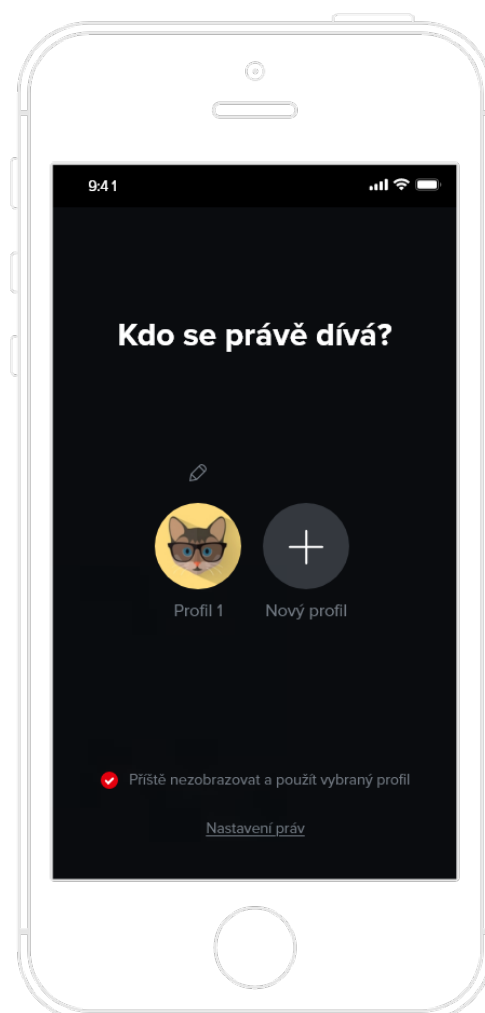 9:41
Kdo se právě dívá?
Profil 1
Nový profil
Příště nezobrazovat a použít vybraný profil
Nastavení práv